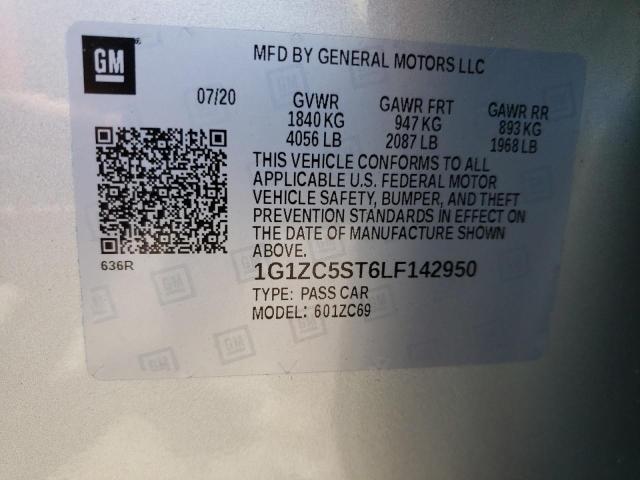 GM
MFD BY GENERAL MOTORS LLC
07/20
GVWR GAWR FRT GAWR RR
1840 KG 947 KG 893 KG
4056 LB 2087 LB 1968 LB
THIS VEHICLE CONFORMS TO ALL
APPLICABLE U.S. FEDERAL MOTOR
VEHICLE SAFETY, BUMPER, AND THEFT
PREVENTION STANDARDS IN EFFECT ON
THE DATE OF MANUFACTURE SHOWN
ABOVE.
636R
1G1ZC5ST6LF142950
TYPE: PASS CAR
MODEL: 601ZC69